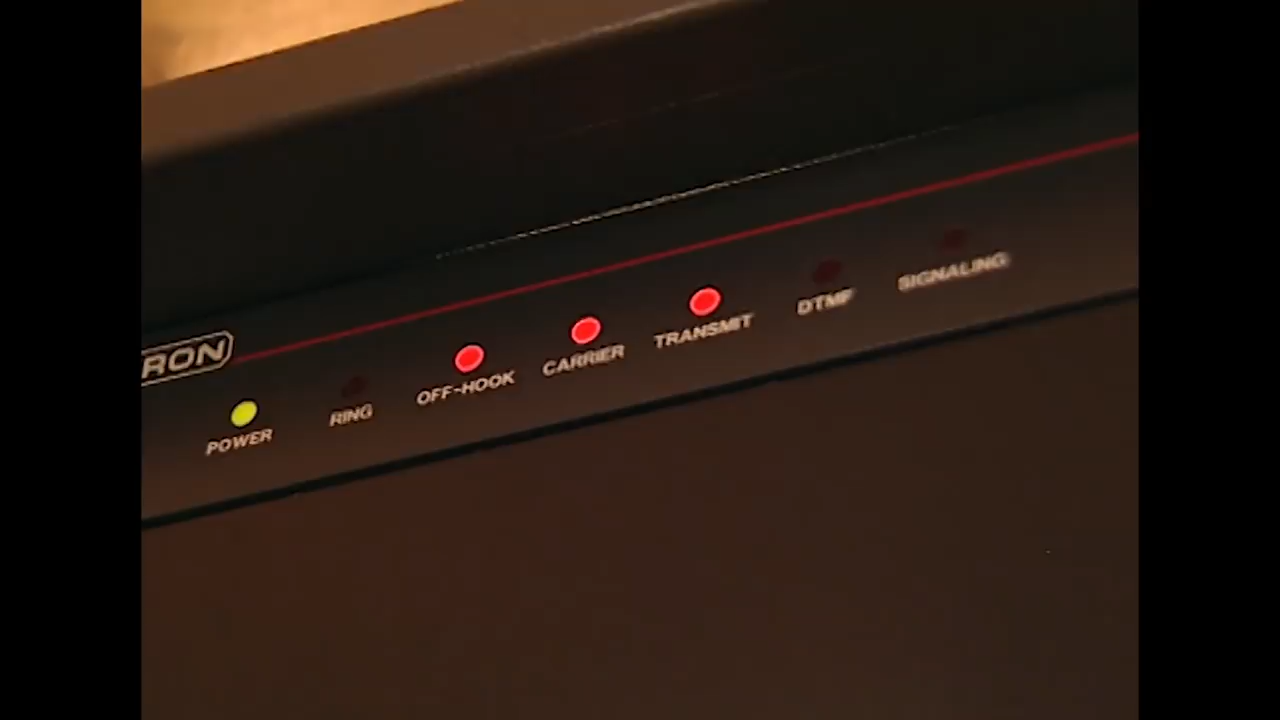 RON
POWER
RING
OFF-HOOK
CARRIER
TRANSMIT
DTMF
SIGNALING